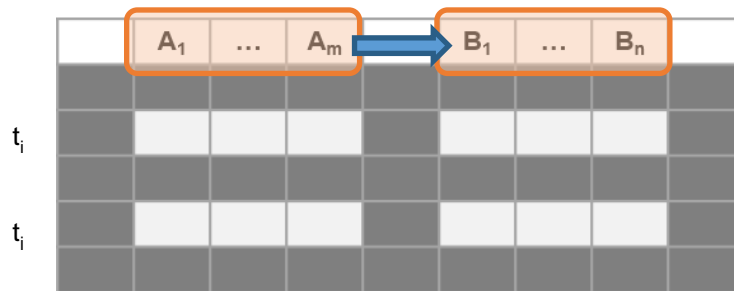 A₁ … Aₘ B₁ … Bₙ
tᵢ
tᵢ